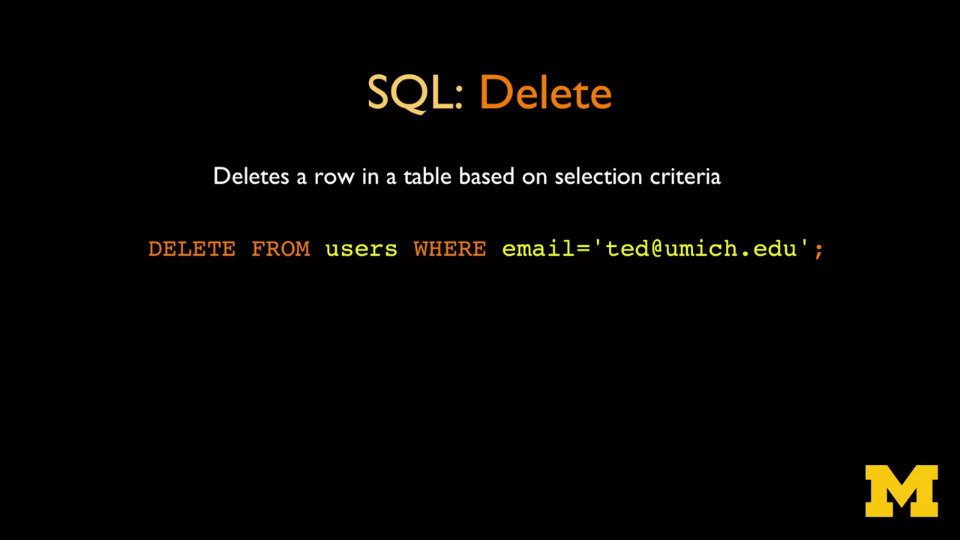 SQL: Delete
Deletes a row in a table based on selection criteria
DELETE FROM users WHERE email='ted@umich.edu';
M